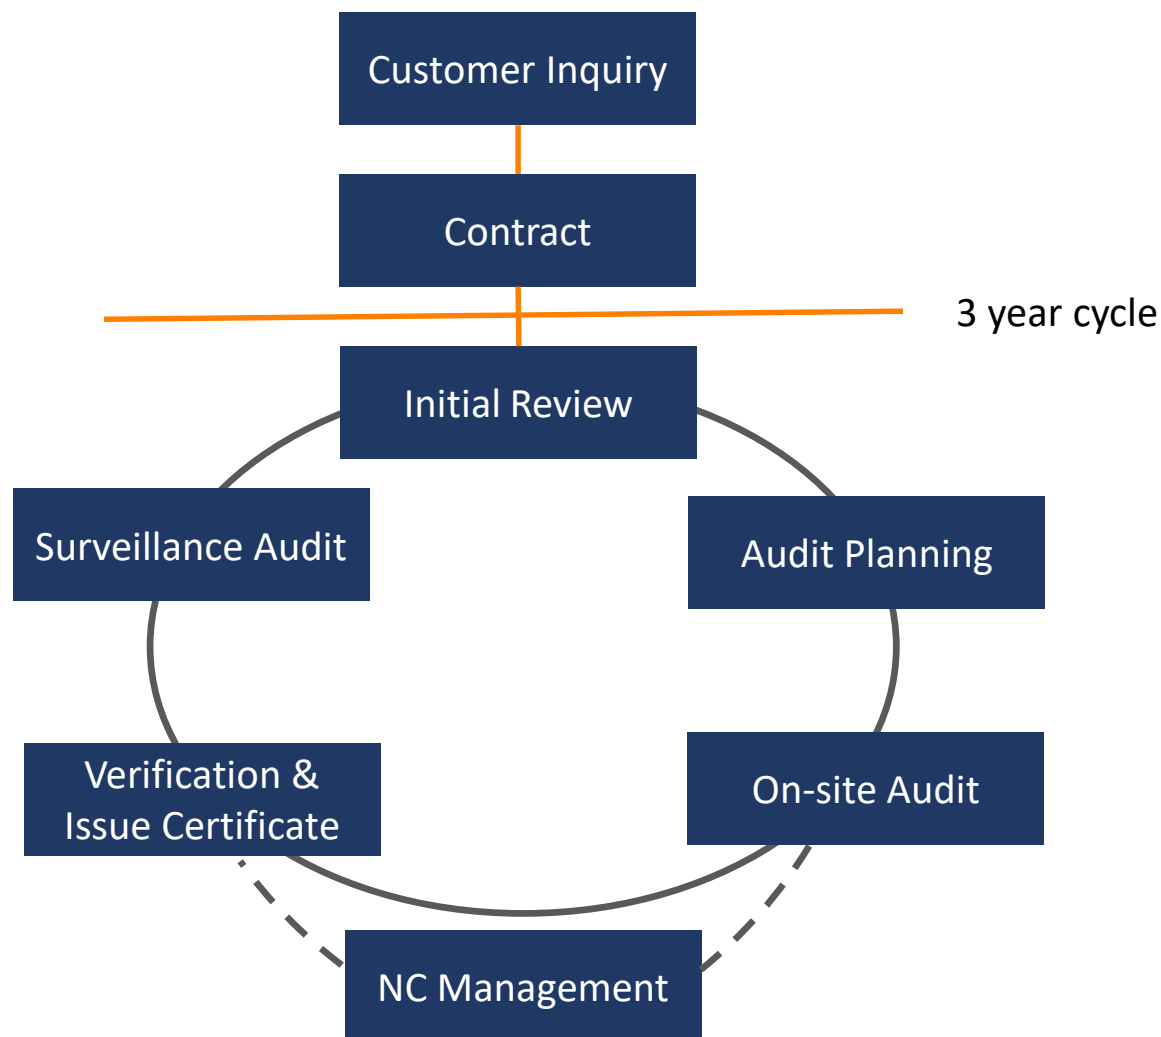 Customer Inquiry
Contract
3 year cycle
Initial Review
Surveillance Audit
Audit Planning
Verification &
Issue Certificate
On-site Audit
NC Management